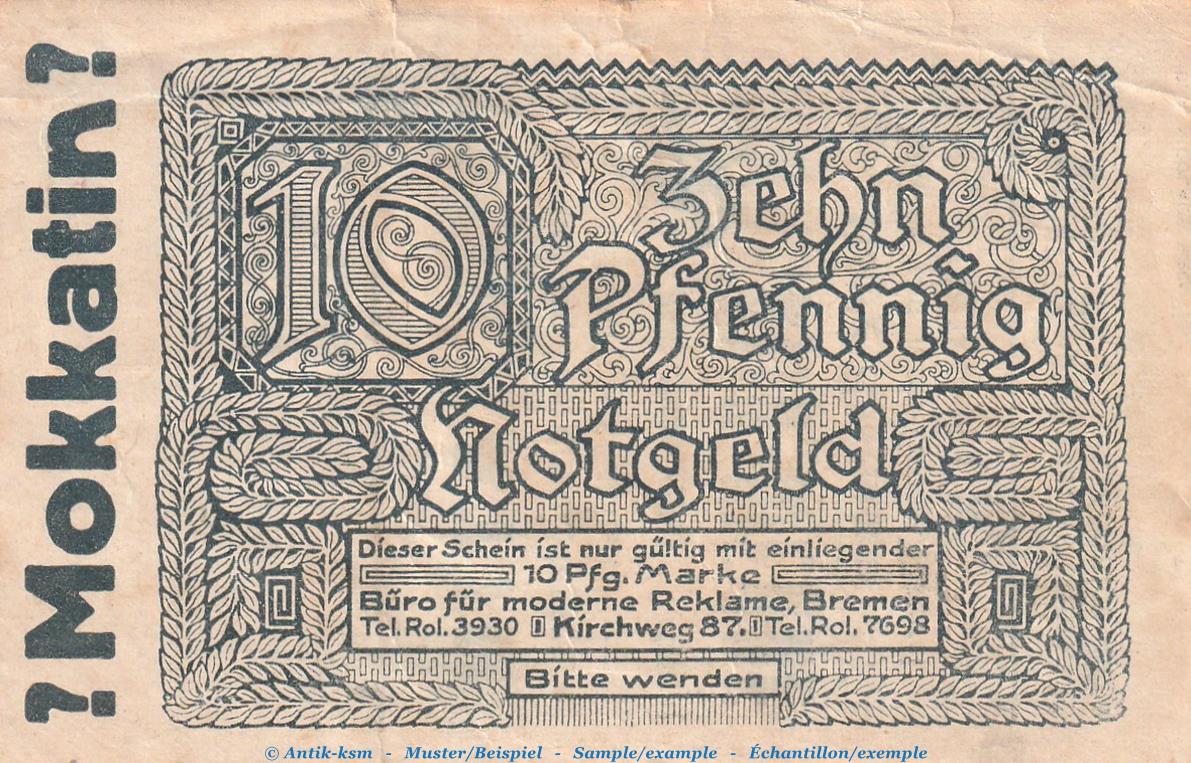 ? Mokkatin?
10
Zehn
Pfennig
Notgeld
Dieser Schein ist nur gültig mit einliegender
10 Pfg. Marke
Büro für moderne Reklame, Bremen
Tel. Rol. 3930 Kirchweg 87. Tel. Rol. 7698
Bitte wenden
© Antik-ksm - Muster/Beispiel - Sample/example - Échantillon/exemple